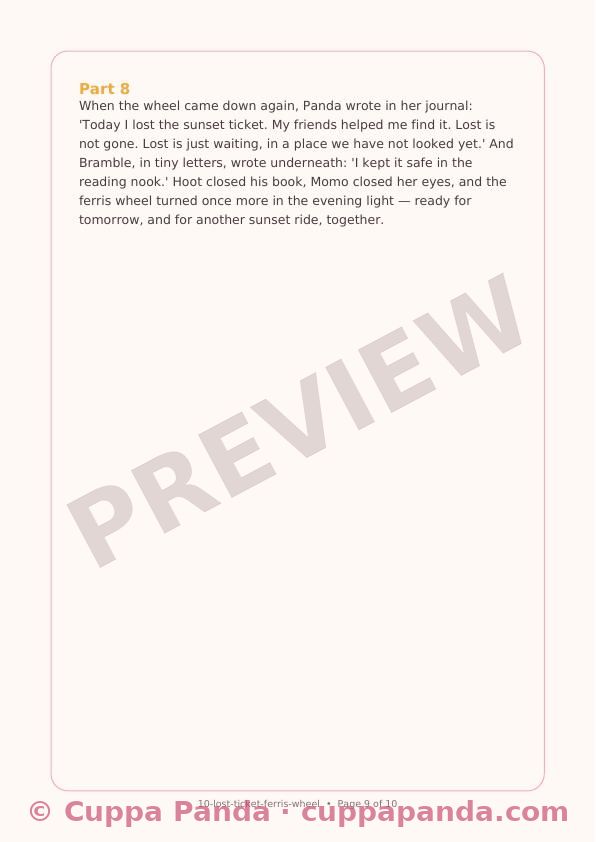 Part 8
When the wheel came down again, Panda wrote in her journal:
'Today I lost the sunset ticket. My friends helped me find it. Lost is
not gone. Lost is just waiting, in a place we have not looked yet.' And
Bramble, in tiny letters, wrote underneath: 'I kept it safe in the
reading nook.' Hoot closed his book, Momo closed her eyes, and the
ferris wheel turned once more in the evening light — ready for
tomorrow, and for another sunset ride, together.
PREVIEW
10-lost-ticket-ferris-wheel • Page 9 of 10
© Cuppa Panda · cuppapanda.com